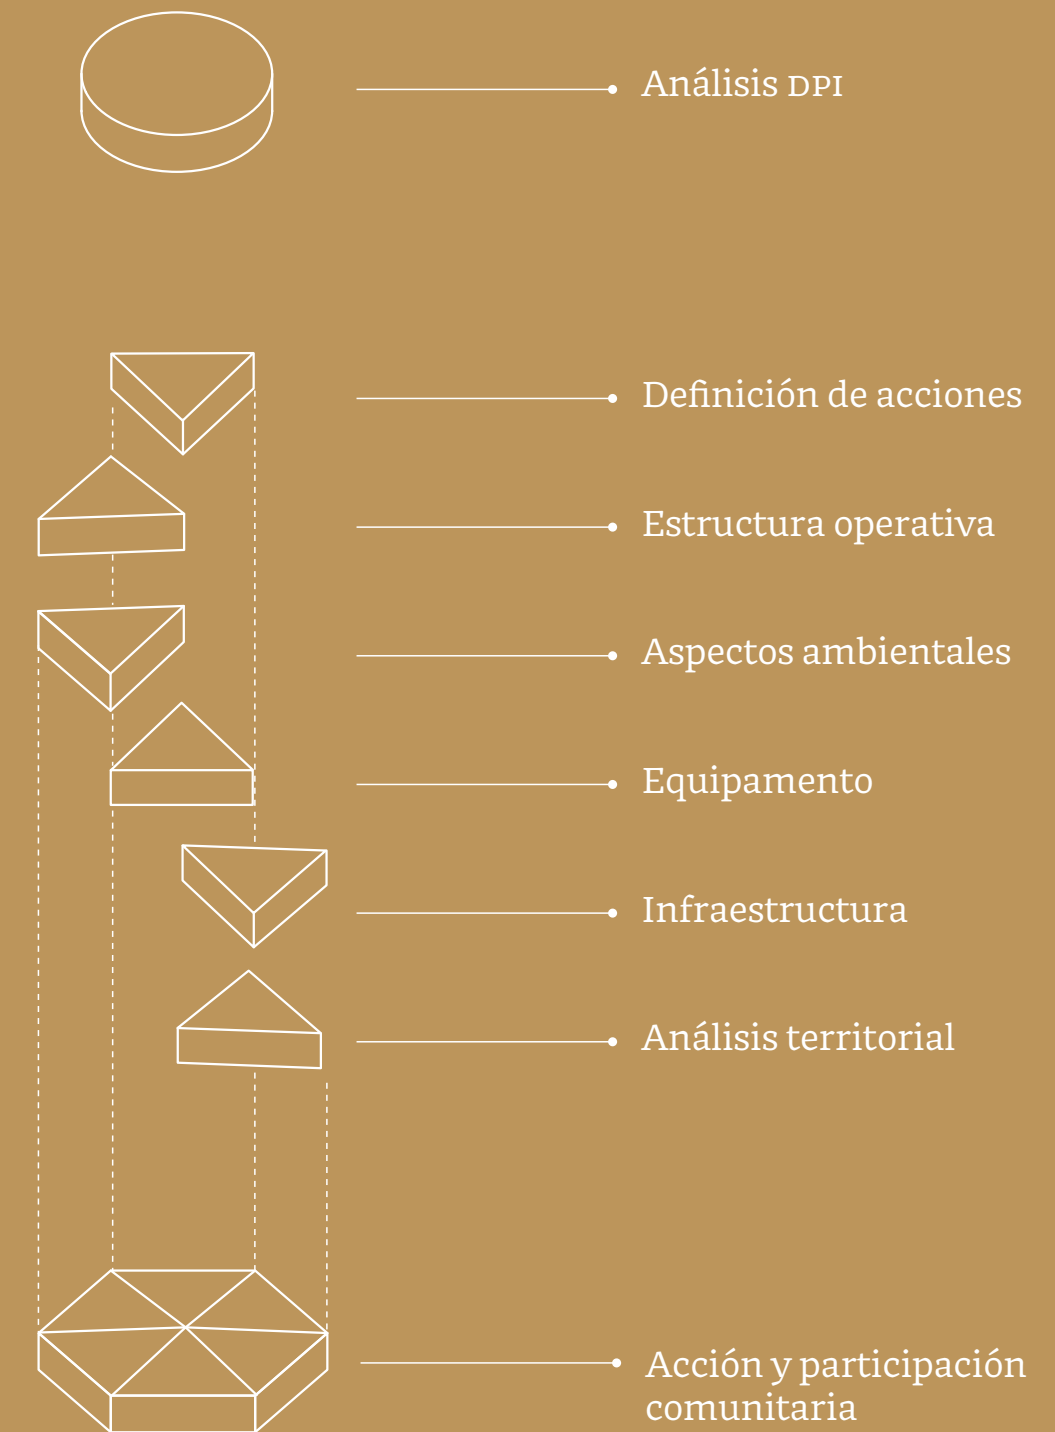 Análisis DPI
Definición de acciones
Estructura operativa
Aspectos ambientales
Equipamento
Infraestructura
Análisis territorial
Acción y participación
comunitaria